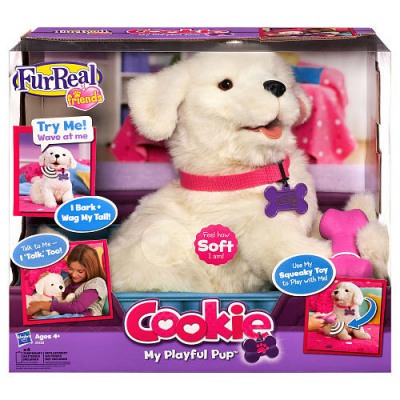 FurReal
friends
Try Me!
Wave at me
I Bark +
Wag My Tail!
Talk to Me —
I "Talk," Too!
Feel how
Soft
I am!
Use My
Squeaky Toy
to Play with Me!
Cookie
My Playful Pup™
Hasbro
Ages 4+